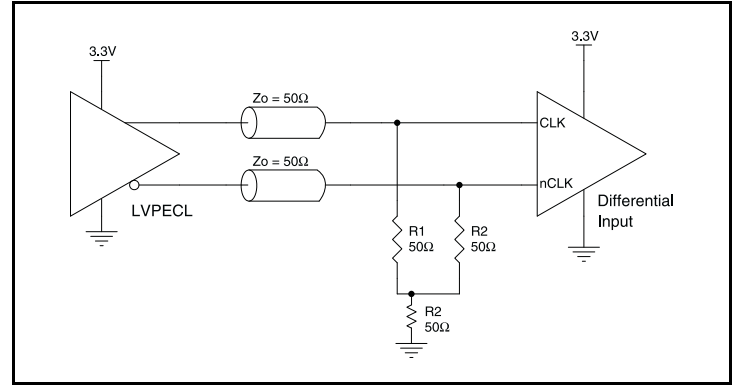 3.3V
3.3V
Zo = 50Ω
CLK
Zo = 50Ω
nCLK
LVPECL
Differential
Input
R1
50Ω
R2
50Ω
R2
50Ω